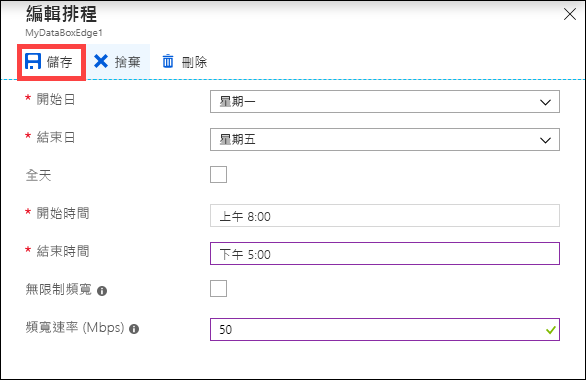 編輯排程
MyDataBoxEdge1
儲存 捨棄 刪除
* 開始日 星期一
* 結束日 星期五
全天
* 開始時間 上午 8:00
* 結束時間 下午 5:00
無限制頻寬
頻寬速率 (Mbps) 50